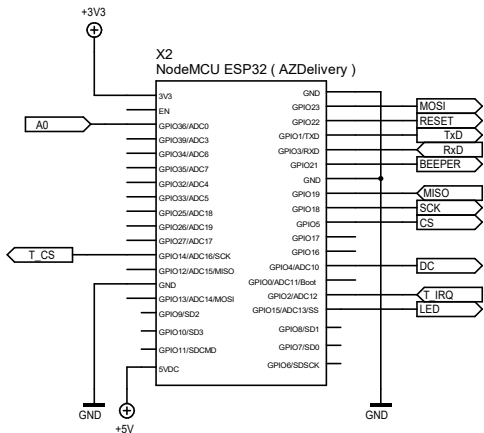 +3V3
X2
NodeMCU ESP32 ( AZDelivery )
3V3
EN
A0
GPIO36/ADC0
GPIO39/ADC3
GPIO34/ADC6
GPIO35/ADC7
GPIO32/ADC4
GPIO33/ADC5
GPIO25/ADC18
GPIO26/ADC19
GPIO27/ADC17
T_CS
GPIO14/ADC16/SCK
GPIO12/ADC15/MISO
GND
GPIO13/ADC14/MOSI
GPIO9/SD2
GPIO10/SD3
GPIO11/SDCMD
5VDC
GND
GPIO23
MOSI
GPIO22
RESET
GPIO1/TXD
TxD
GPIO3/RXD
RxD
GPIO21
BEEPER
GND
GPIO19
MISO
GPIO18
SCK
GPIO5
CS
GPIO17
GPIO16
GPIO4/ADC10
DC
GPIO0/ADC11/Boot
GPIO2/ADC12
T_IRQ
GPIO15/ADC13/SS
LED
GPIO8/SD1
GPIO7/SD0
GPIO6/SDSCK
GND
+5V
GND